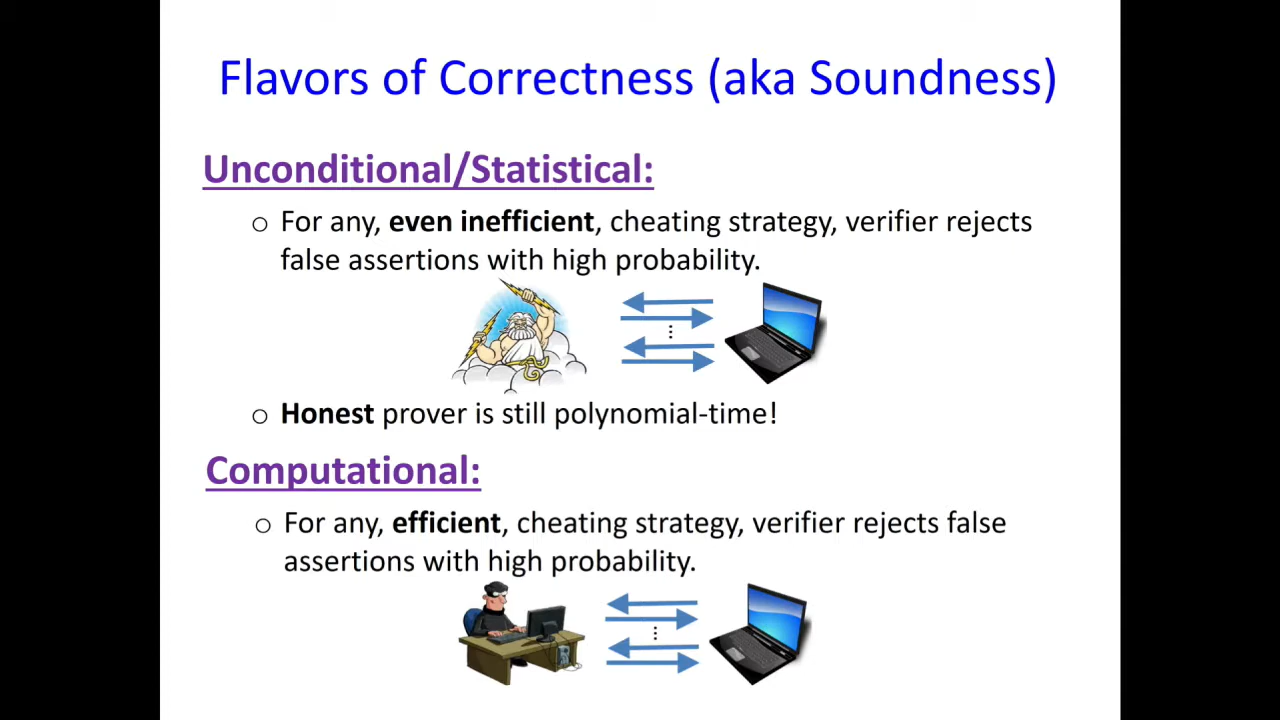 Flavors of Correctness (aka Soundness)
Unconditional/Statistical:
o For any, even inefficient, cheating strategy, verifier rejects
false assertions with high probability.
o Honest prover is still polynomial-time!
Computational:
o For any, efficient, cheating strategy, verifier rejects false
assertions with high probability.